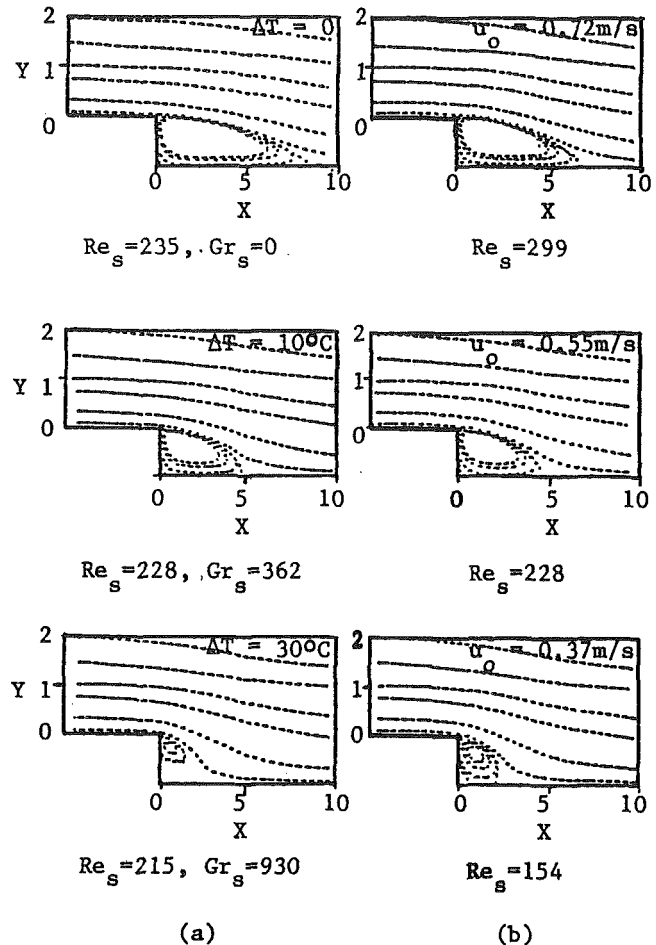 2
ΔT = 0
Y 1
0
0 5 10
X
Re_s=235, Gr_s=0
2
u_o = 0.72m/s
1
0
0 5 10
X
Re_s=299
2
ΔT = 10°C
Y 1
0
0 5 10
X
Re_s=228, Gr_s=362
2
u_o = 0.55m/s
1
0
0 5 10
X
Re_s=228
2
ΔT = 30°C
Y 1
0
0 5 10
X
Re_s=215, Gr_s=930
2
u_o = 0.37m/s
1
0
0 5 10
X
Re_s=154
(a)
(b)